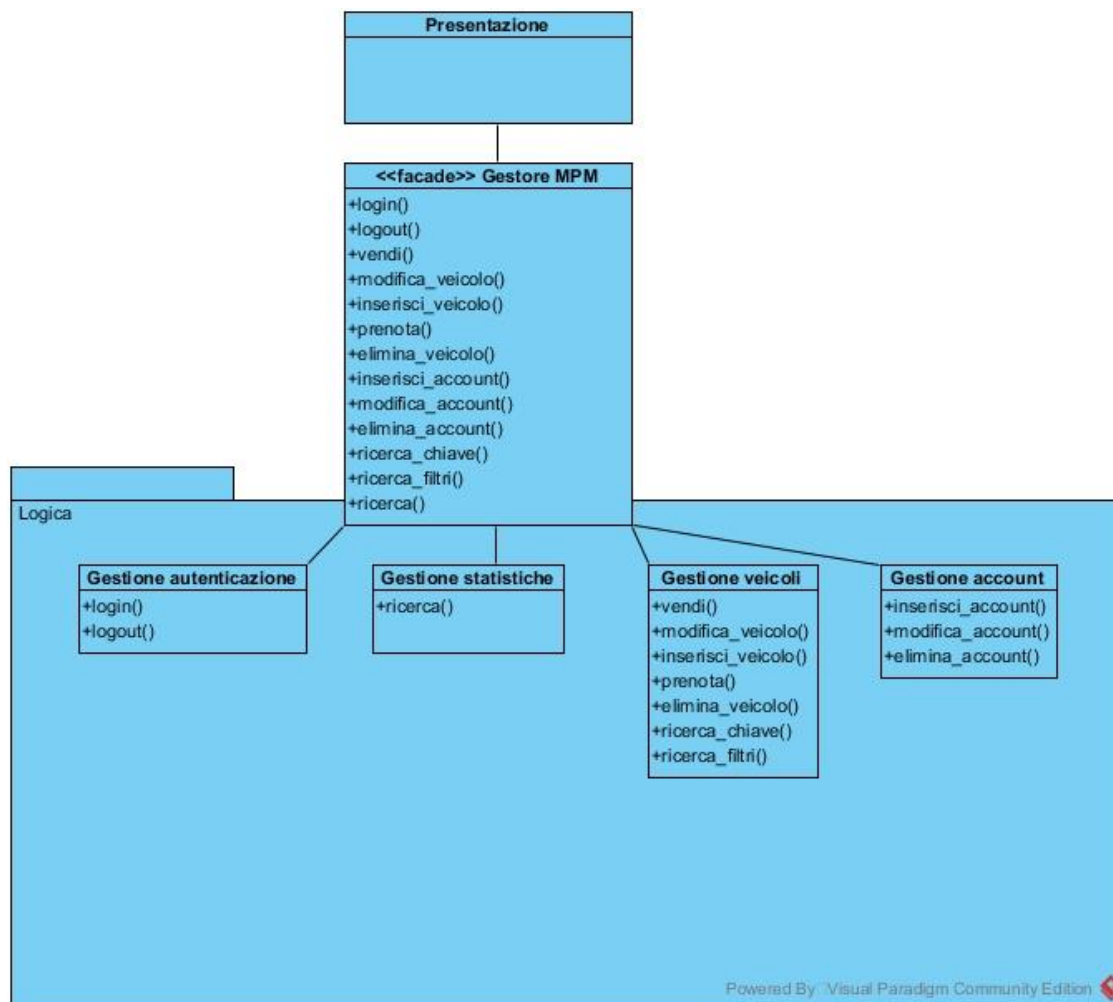 Presentazione
<<facade>> Gestore MPM
+login()
+logout()
+vendi()
+modifica_veicolo()
+inserisci_veicolo()
+prenota()
+elimina_veicolo()
+inserisci_account()
+modifica_account()
+elimina_account()
+ricerca_chiave()
+ricerca_filtri()
+ricerca()
Logica
Gestione autenticazione
+login()
+logout()
Gestione statistiche
+ricerca()
Gestione veicoli
+vendi()
+modifica_veicolo()
+inserisci_veicolo()
+prenota()
+elimina_veicolo()
+ricerca_chiave()
+ricerca_filtri()
Gestione account
+inserisci_account()
+modifica_account()
+elimina_account()
Powered By Visual Paradigm Community Edition